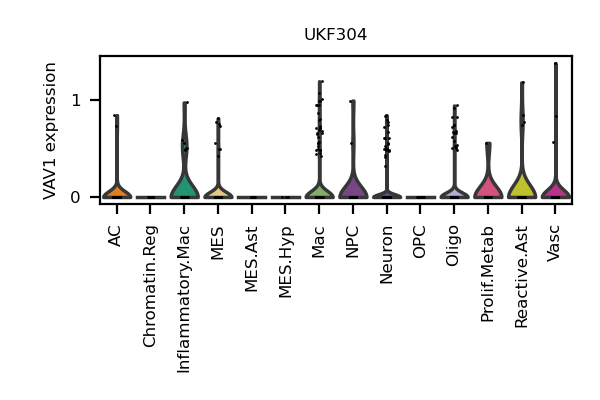 UKF304
VAV1 expression
1
0
AC
Chromatin.Reg
Inflammatory.Mac
MES
MES.Ast
MES.Hyp
Mac
NPC
Neuron
OPC
Oligo
Prolif.Metab
Reactive.Ast
Vasc